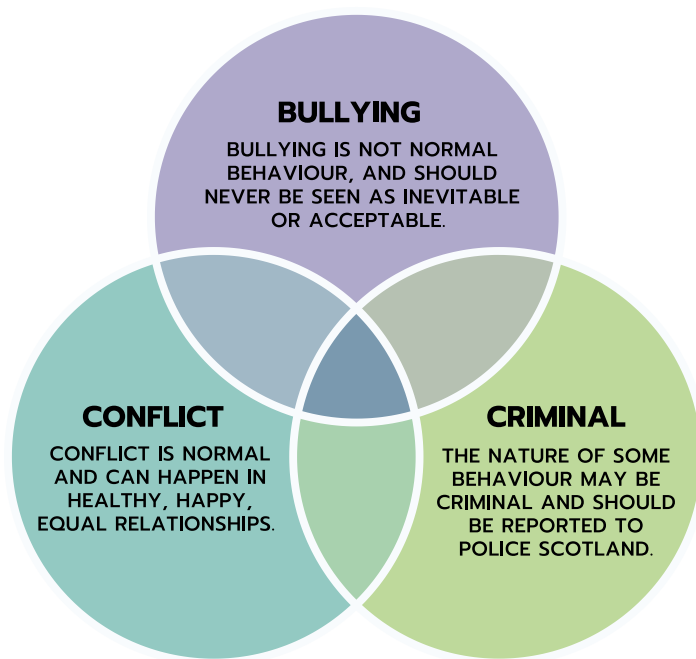 BULLYING
BULLYING IS NOT NORMAL
BEHAVIOUR, AND SHOULD
NEVER BE SEEN AS INEVITABLE
OR ACCEPTABLE.
CONFLICT
CONFLICT IS NORMAL
AND CAN HAPPEN IN
HEALTHY, HAPPY,
EQUAL RELATIONSHIPS.
CRIMINAL
THE NATURE OF SOME
BEHAVIOUR MAY BE
CRIMINAL AND SHOULD
BE REPORTED TO
POLICE SCOTLAND.